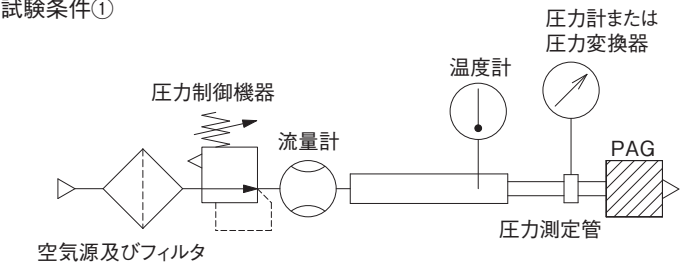 試験条件①
圧力計または
圧力変換器
温度計
圧力制御機器
流量計
PAG
圧力測定管
空気源及びフィルタ